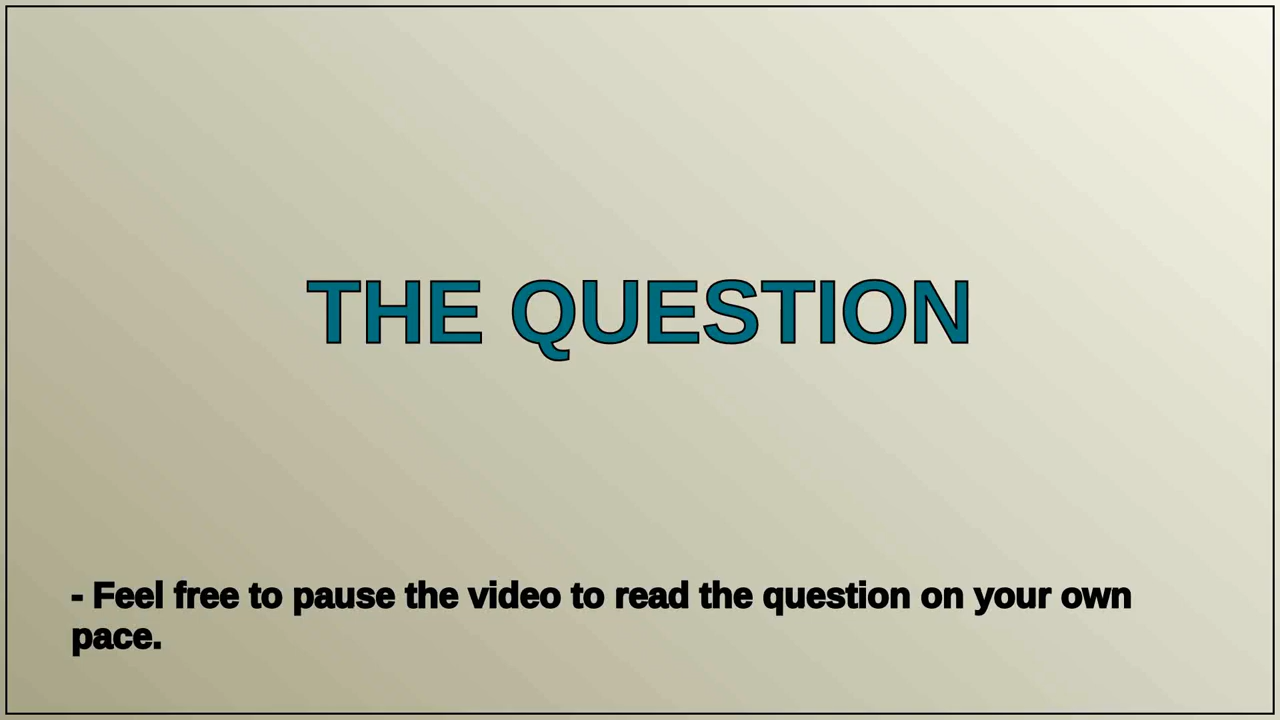 THE QUESTION
- Feel free to pause the video to read the question on your own
pace.